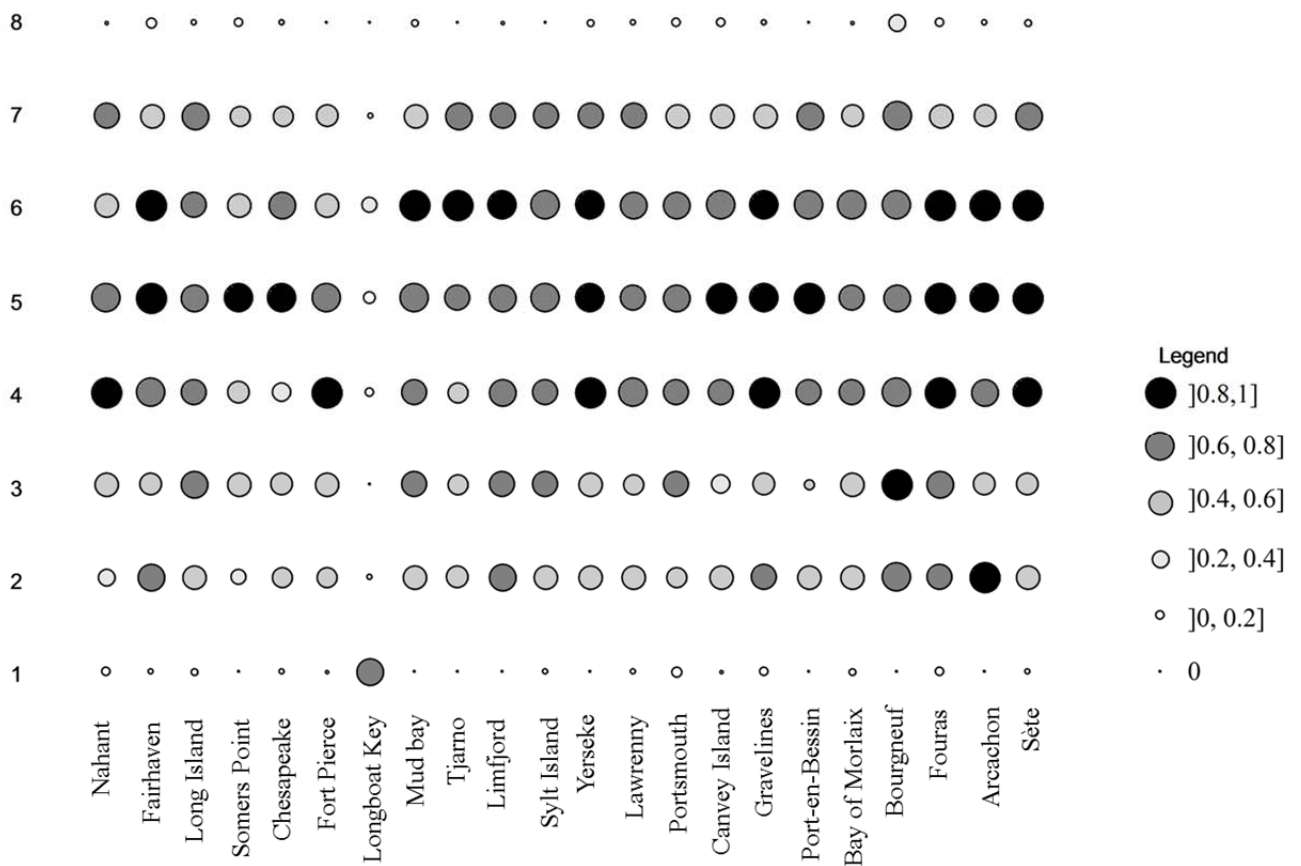 8
7
6
5
4
3
2
1
Nahant
Fairhaven
Long Island
Somers Point
Chesapeake
Fort Pierce
Longboat Key
Mud bay
Tjarno
Limfjord
Sylt Island
Yerseke
Lawrenny
Portsmouth
Canvey Island
Gravelines
Port-en-Bessin
Bay of Morlaix
Bourgneuf
Fouras
Arcachon
Sète
Legend
]0.8,1]
]0.6, 0.8]
]0.4, 0.6]
]0.2, 0.4]
]0, 0.2]
0